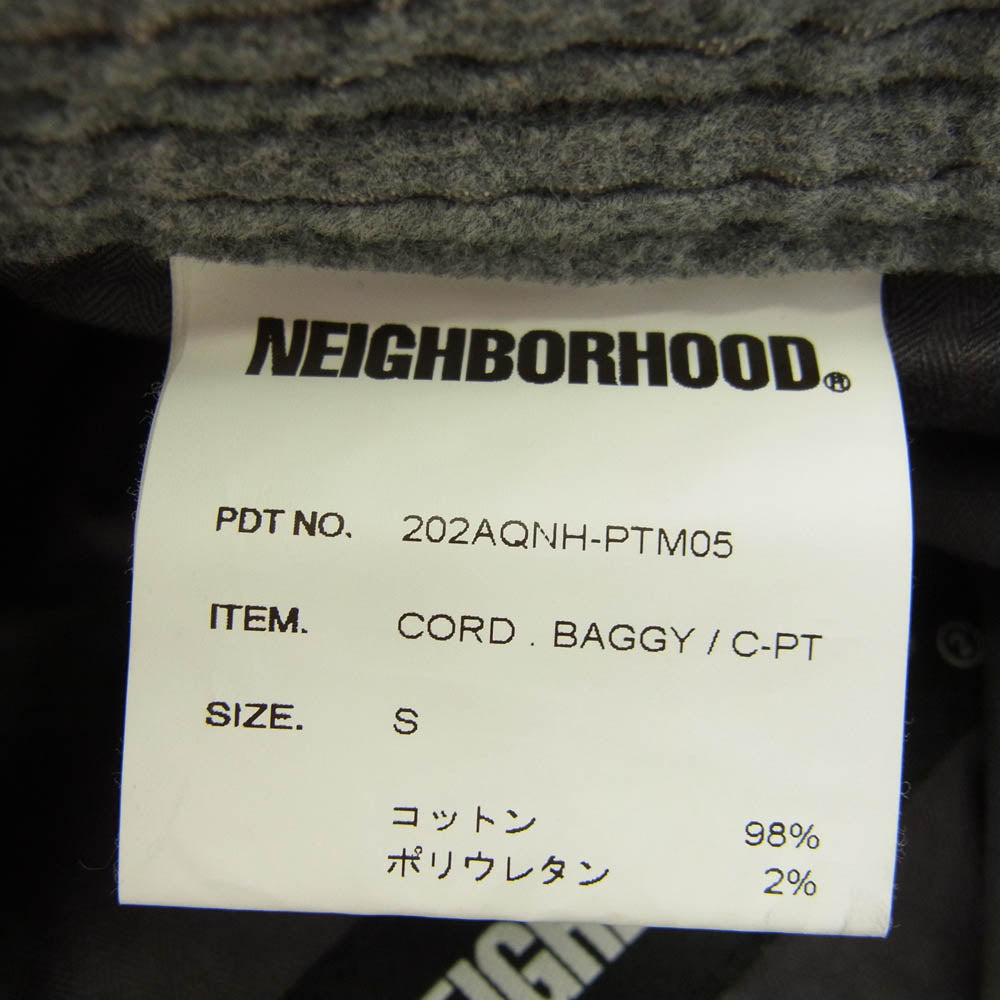 NEIGHBORHOOD®
PDT NO. 202AQNH-PTM05
ITEM. CORD . BAGGY / C-PT
SIZE. S
コットン 98%
ポリウレタン 2%
EIGH